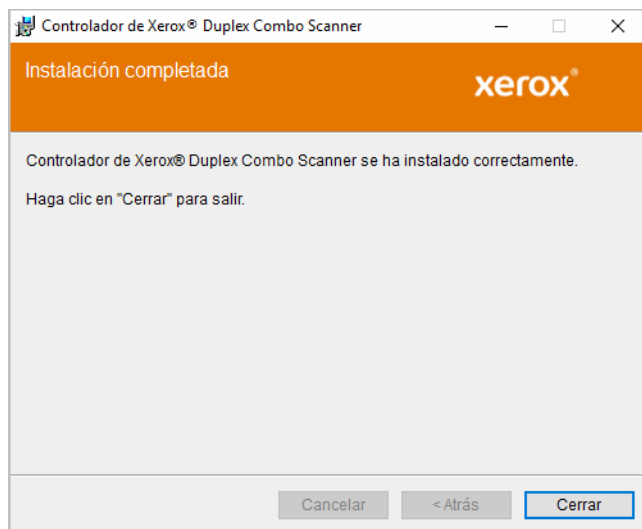 Controlador de Xerox® Duplex Combo Scanner
Instalación completada
xerox®
Controlador de Xerox® Duplex Combo Scanner se ha instalado correctamente.
Haga clic en "Cerrar" para salir.
Cancelar
< Atrás
Cerrar